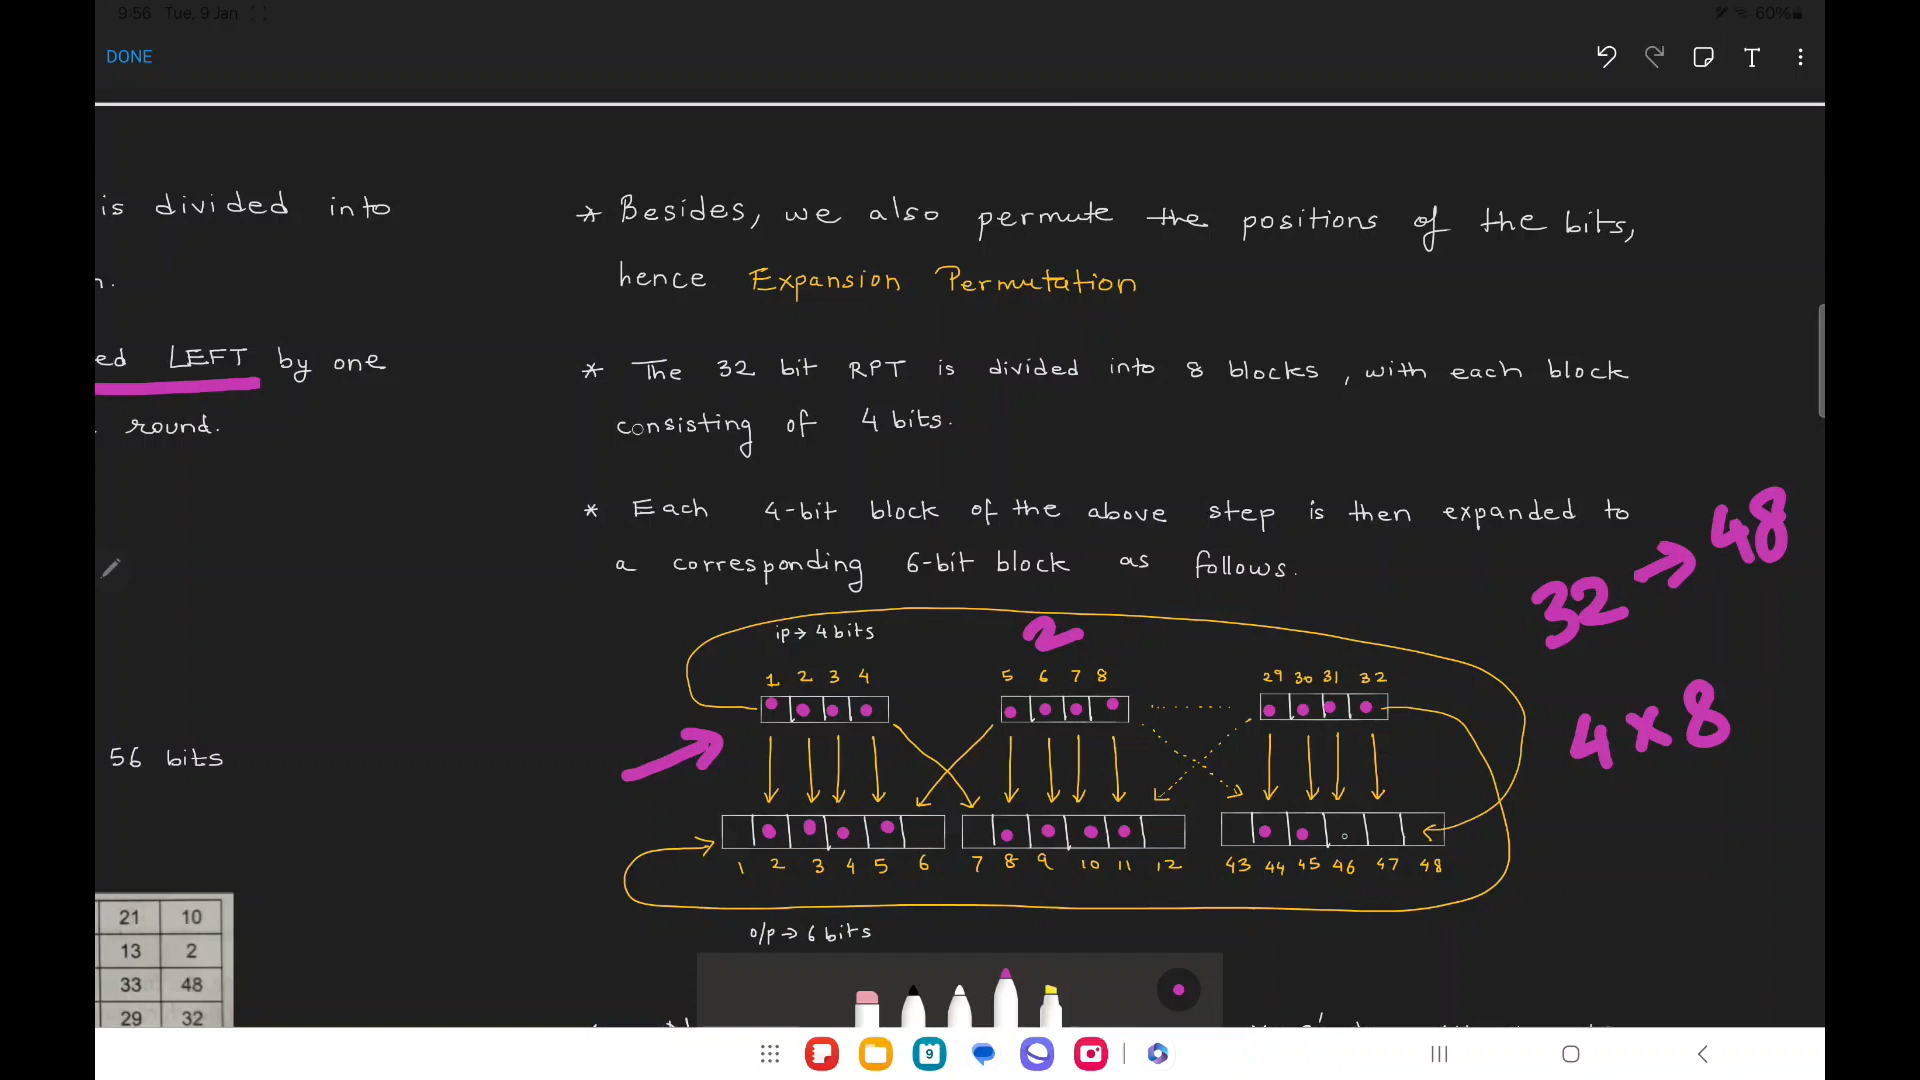 9:56 Tue, 9 Jan
60%
DONE
T
is divided into
n.
ed LEFT by one
round.
56 bits
21 10
13 2
33 48
29 32
* Besides, we also permute the positions of the bits,
hence Expansion Permutation
* The 32 bit RPT is divided into 8 blocks, with each block
consisting of 4 bits.
* Each 4-bit block of the above step is then expanded to
a corresponding 6-bit block as follows.
32 → 48
4 x 8
ip → 4 bits
2
1 2 3 4 5 6 7 8 29 30 31 32
1 2 3 4 5 6 7 8 9 10 11 12 43 44 45 46 47 48
o/p → 6 bits
9